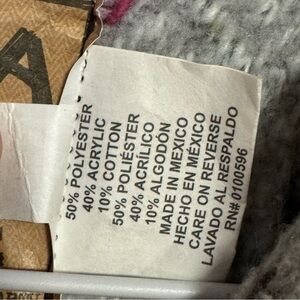 50% POLYESTER
40% ACRYLIC
10% COTTON
50% POLIÉSTER
40% ACRÍLICO
10% ALGODÓN
MADE IN MEXICO
HECHO EN MÉXICO
CARE ON REVERSE
LAVADO AL RESPALDO
RN# 0100596